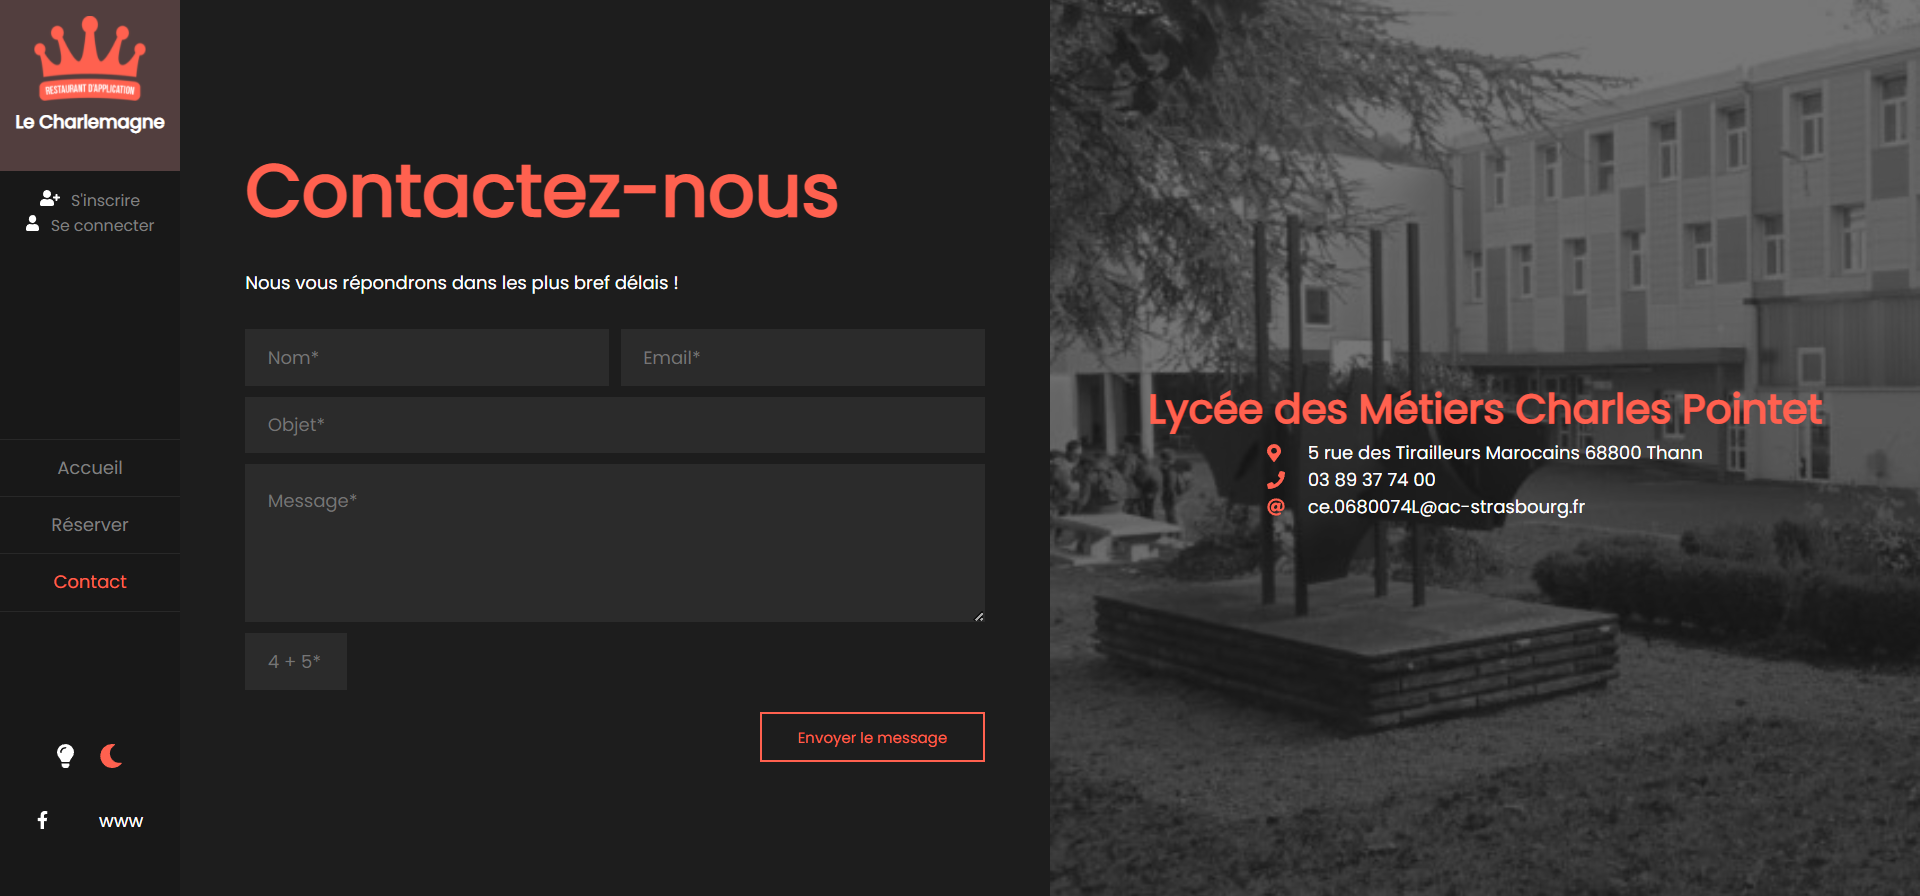 RESTAURANT D'APPLICATION
Le Charlemagne
S'inscrire
Se connecter
Accueil
Réserver
Contact
www
Contactez-nous
Nous vous répondrons dans les plus bref délais !
Nom*
Email*
Objet*
Message*
4 + 5*
Envoyer le message
Lycée des Métiers Charles Pointet
5 rue des Tirailleurs Marocains 68800 Thann
03 89 37 74 00
ce.0680074L@ac-strasbourg.fr